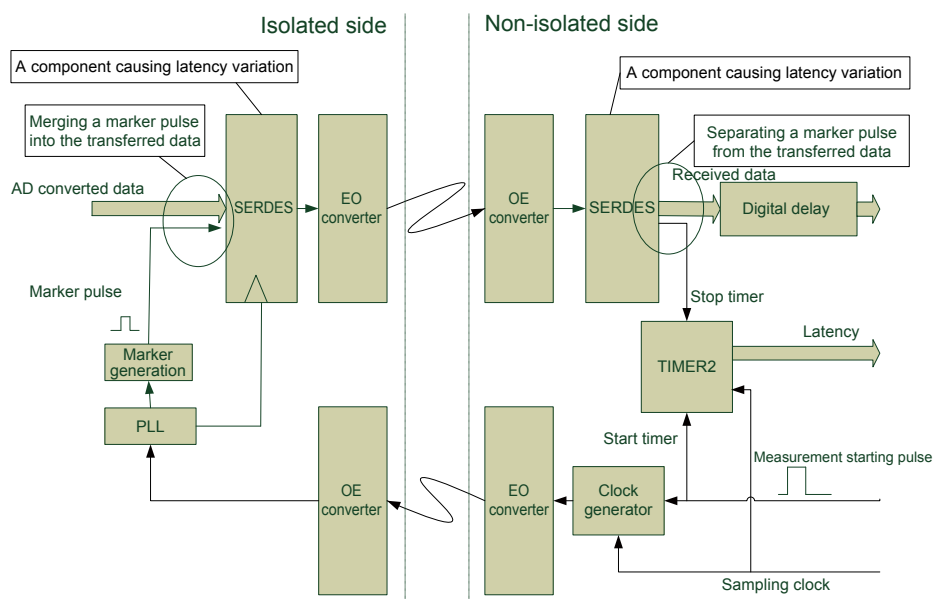 Isolated side
Non-isolated side
A component causing latency variation
A component causing latency variation
Merging a marker pulse
into the transferred data
Separating a marker pulse
from the transferred data
AD converted data
SERDES
EO
converter
OE
converter
SERDES
Received data
Digital delay
Marker pulse
Stop timer
Marker
generation
TIMER2
Latency
PLL
Start timer
Measurement starting pulse
OE
converter
EO
converter
Clock
generator
Sampling clock